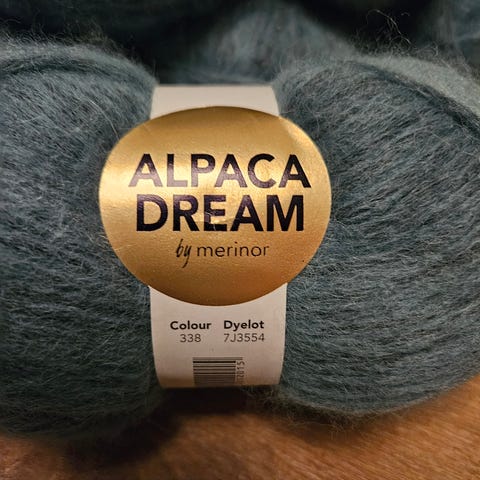 ALPACA
DREAM
by merinor
Colour Dyelot
338 7J3554